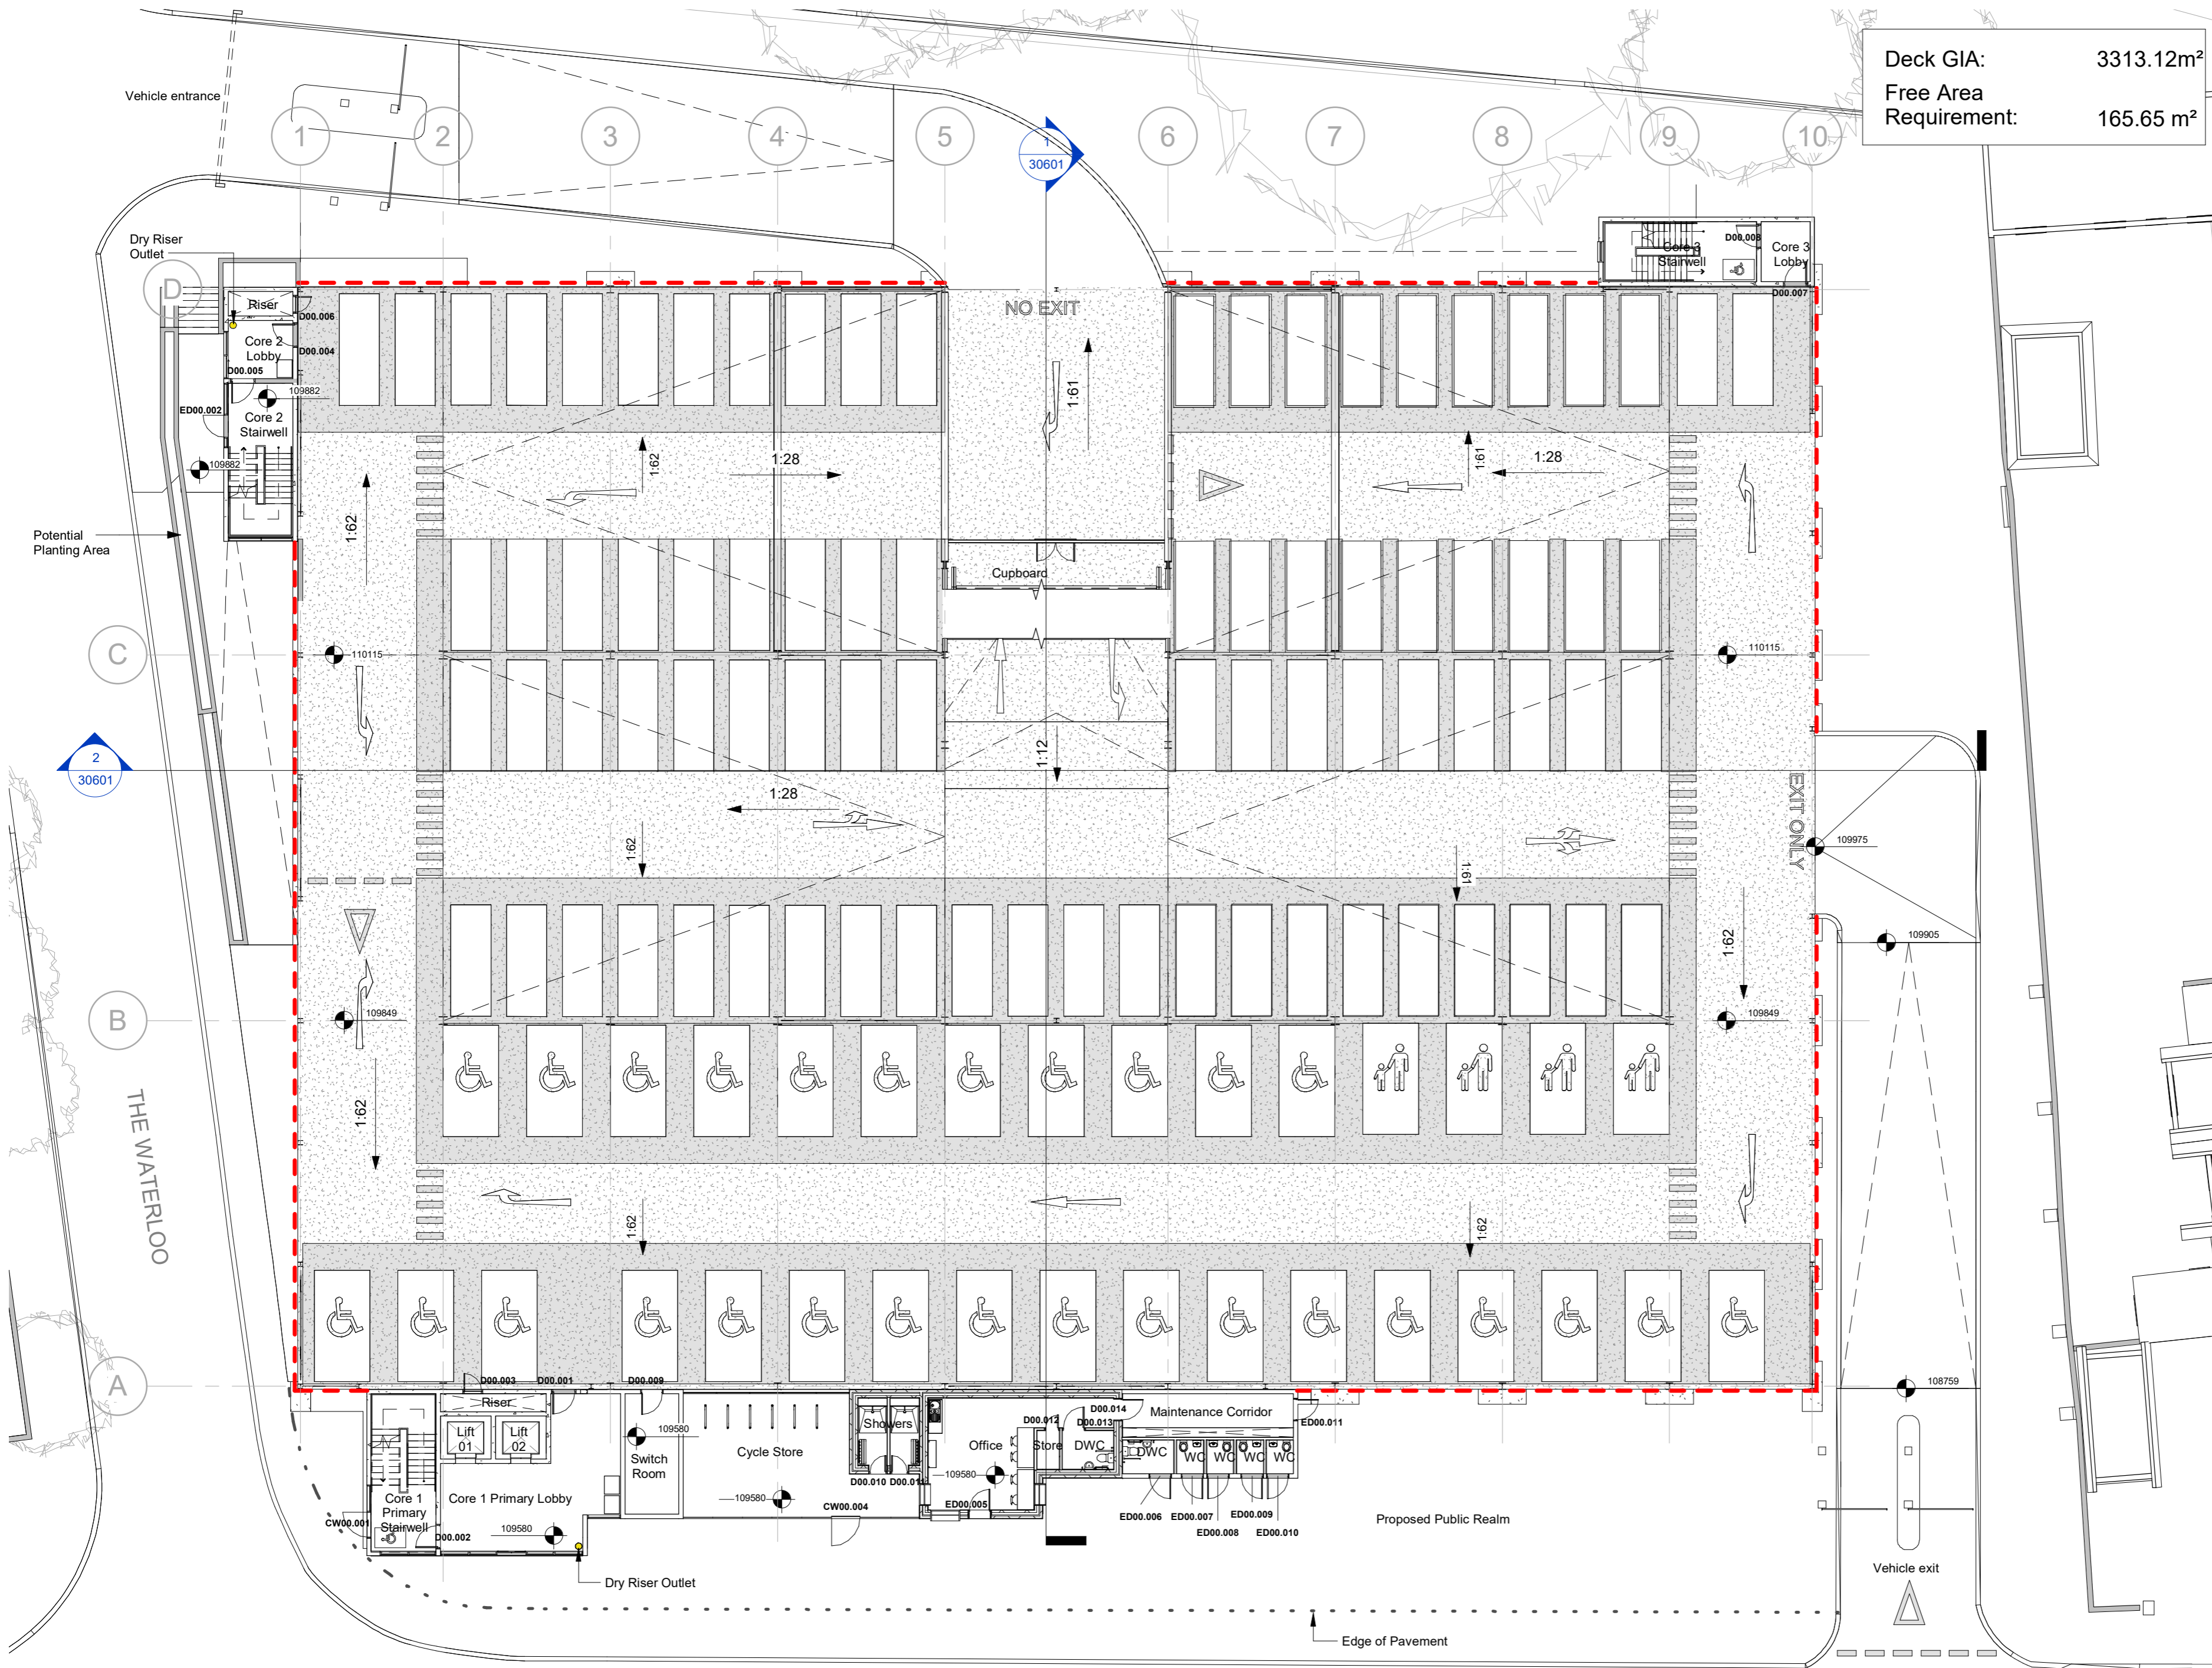 Deck GIA: 3313.12m²
Free Area
Requirement: 165.65 m²
Vehicle entrance
1 2 3 4 5 6 7 8 9 10
1
30601
Dry Riser
Outlet
D
Riser
D00.006
Core 2
Lobby
D00.004
D00.005
109882
ED00.002
Core 2
Stairwell
109882
NO EXIT
1:61
Core 3
Stairwell
D00.008
Core 3
Lobby
D00.007
1:62
1:28
1:61
1:28
1:62
Potential
Planting Area
Cupboard
C
110115
110115
2
30601
1:12
1:28
EXIT ONLY
109975
1:62
1:61
1:62
109905
B
109849
109849
THE WATERLOO
1:62
1:62
1:62
A
108759
D00.003
D00.001
D00.009
Riser
Lift
01
Lift
02
109580
Switch
Room
Cycle Store
Showers
Office
D00.012
Store
D00.014
D00.013
DWC
Maintenance Corridor
ED00.011
DWC
WC
WC
WC
WC
D00.010
D00.011
109580
109580
CW00.004
ED00.005
Core 1
Primary
Stairwell
Core 1 Primary Lobby
CW00.001
D00.002
109580
ED00.006
ED00.007
ED00.008
ED00.009
ED00.010
Proposed Public Realm
Dry Riser Outlet
Vehicle exit
Edge of Pavement